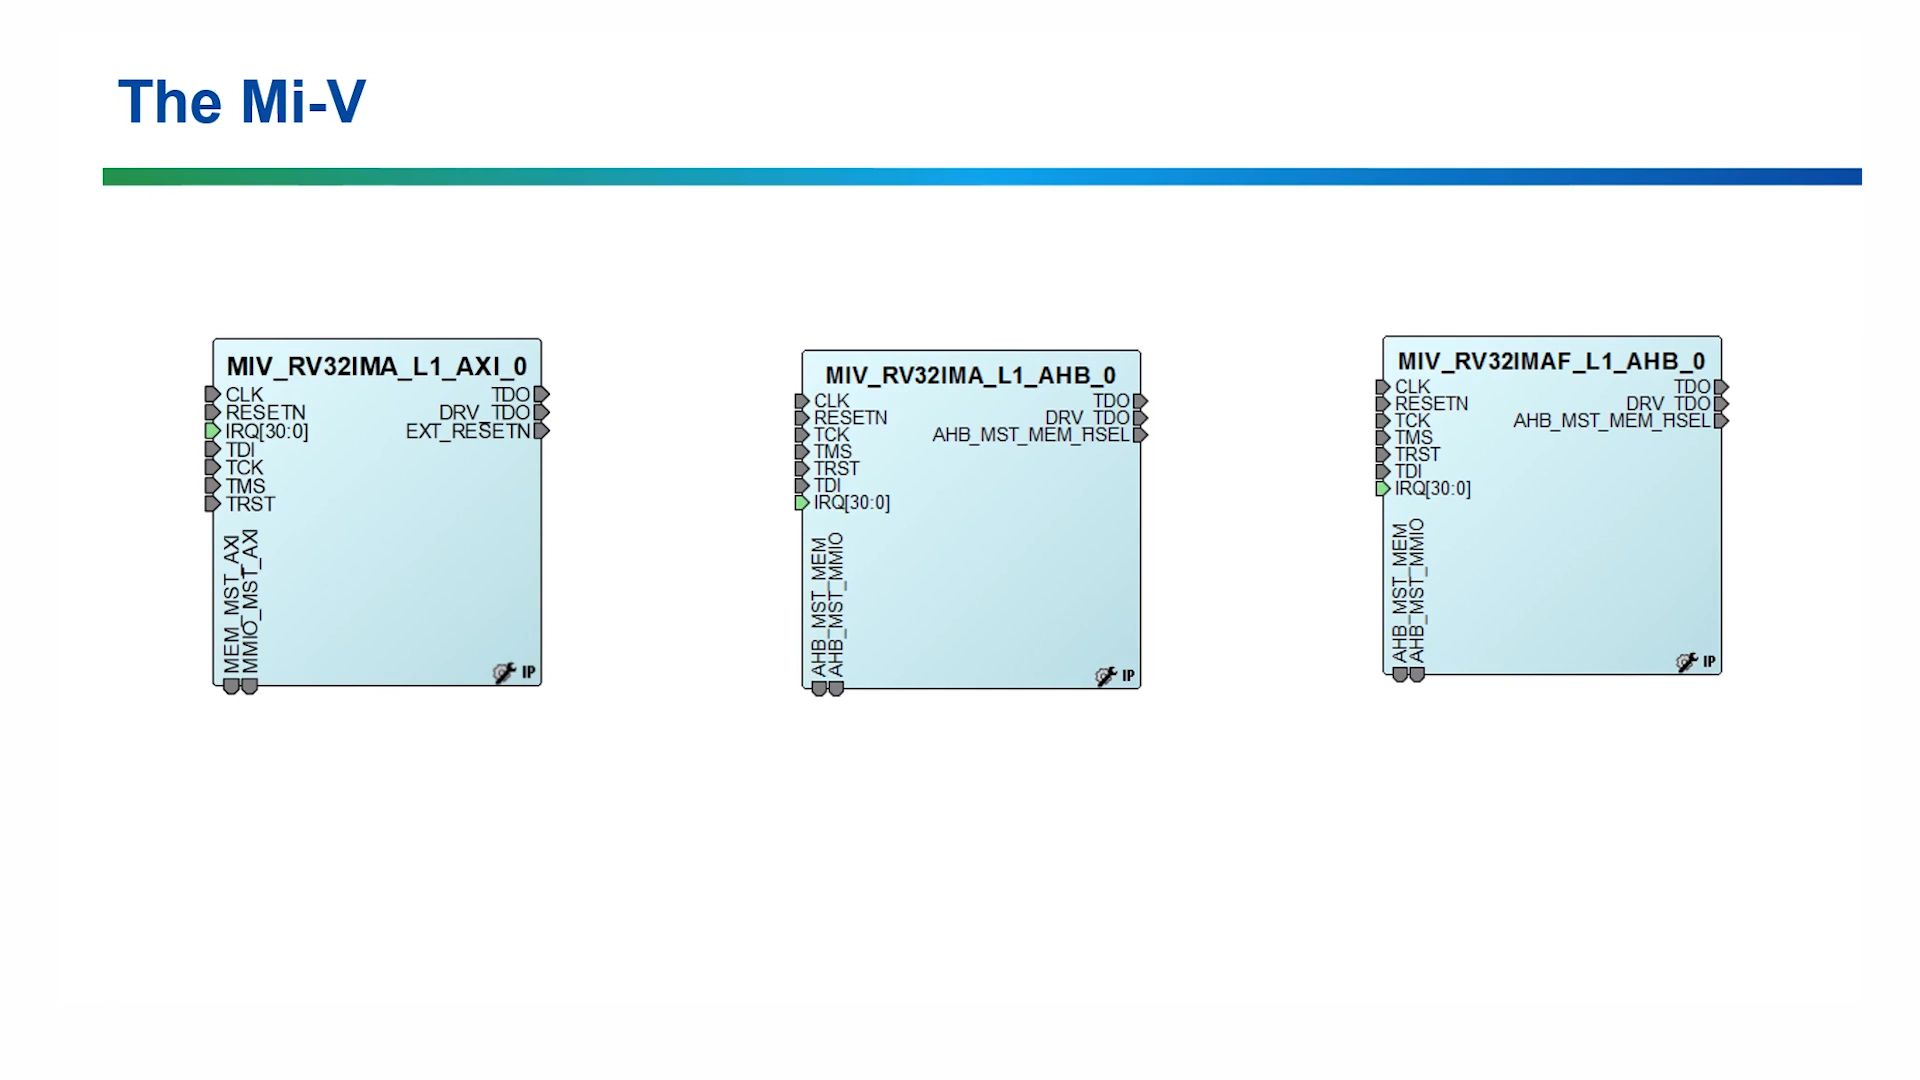 The Mi-V
MIV_RV32IMA_L1_AXI_0
CLK
RESETN
IRQ[30:0]
TDI
TCK
TMS
TRST
TDO
DRV_TDO
EXT_RESETN
MEM_MST_AXI
MMIO_MST_AXI
IP
MIV_RV32IMA_L1_AHB_0
CLK
RESETN
TCK
TMS
TRST
TDI
IRQ[30:0]
TDO
DRV_TDO
AHB_MST_MEM_HSEL
AHB_MST_MEM
AHB_MST_MMIO
IP
MIV_RV32IMAF_L1_AHB_0
CLK
RESETN
TCK
TMS
TRST
TDI
IRQ[30:0]
TDO
DRV_TDO
AHB_MST_MEM_HSEL
AHB_MST_MEM
AHB_MST_MMIO
IP